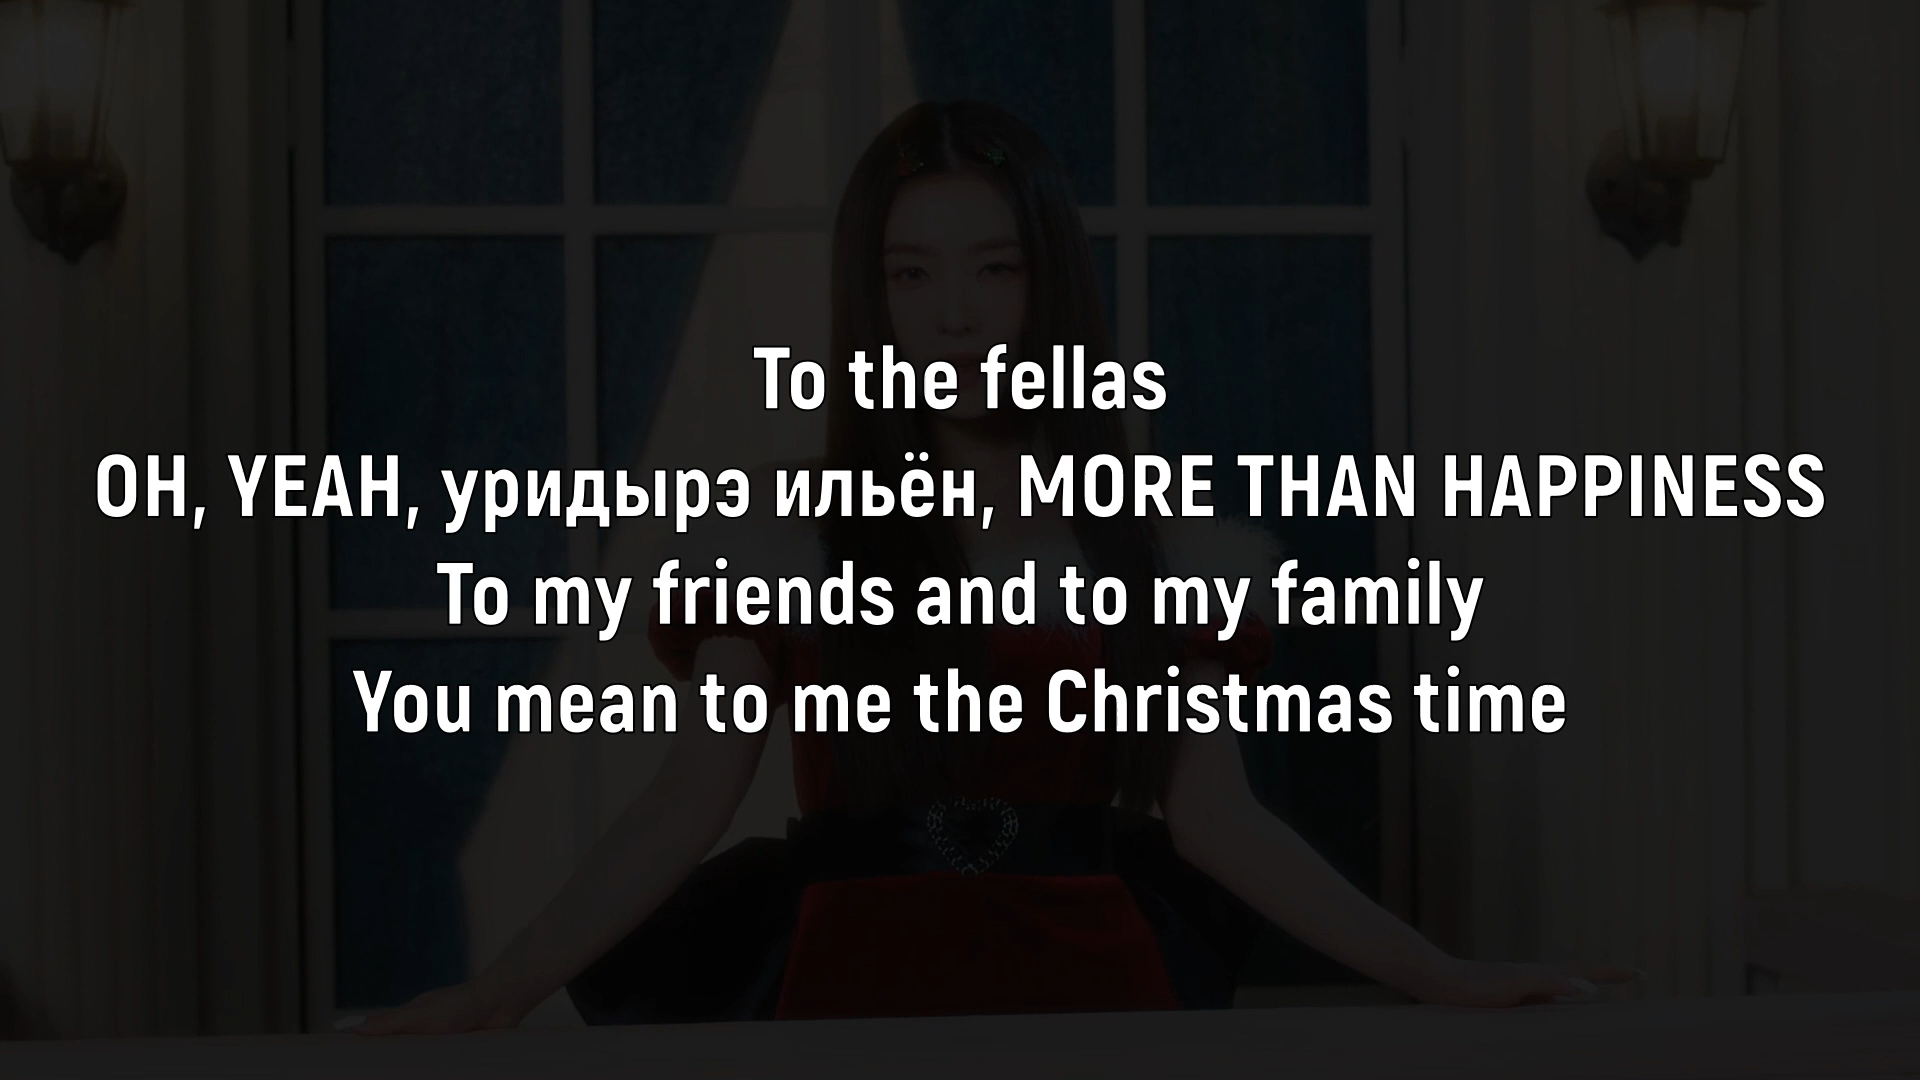 To the fellas
OH, YEAH, уридырэ ильён, MORE THAN HAPPINESS
To my friends and to my family
You mean to me the Christmas time